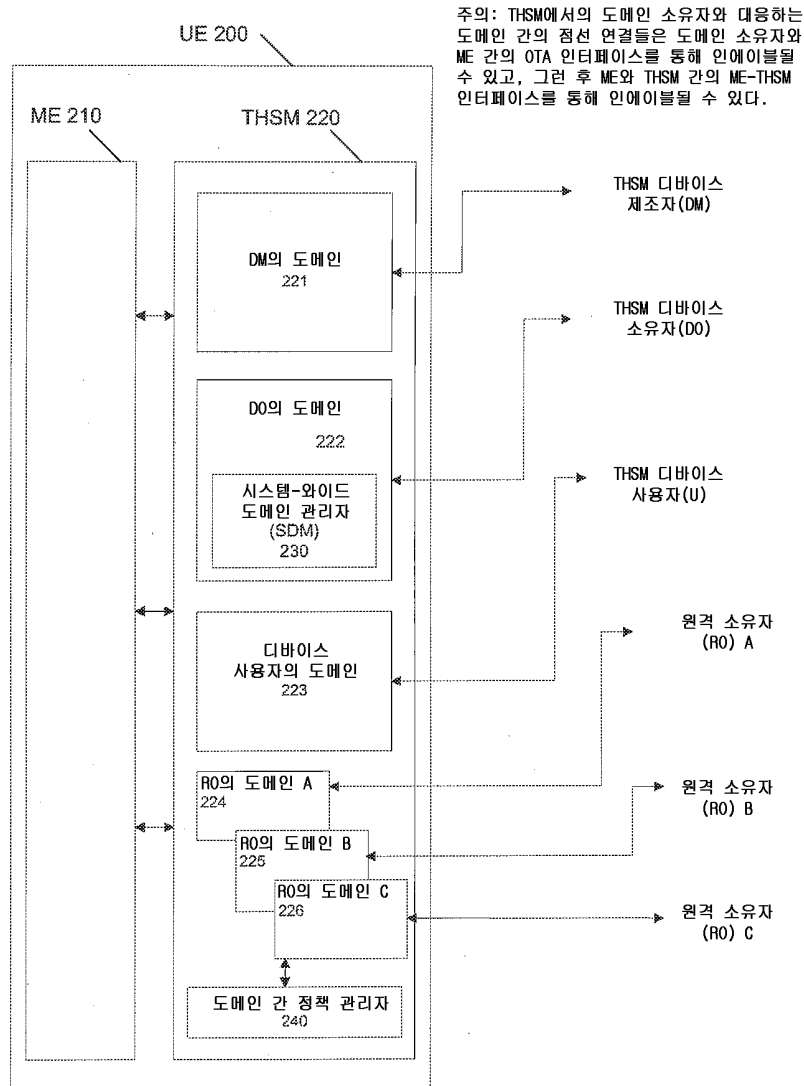 주의: THSM에서의 도메인 소유자와 대응하는
도메인 간의 점선 연결들은 도메인 소유자와
ME 간의 OTA 인터페이스를 통해 인에이블될
수 있고, 그런 후 ME와 THSM 간의 ME-THSM
인터페이스를 통해 인에이블될 수 있다.
UE 200
ME 210
THSM 220
DM의 도메인
221
THSM 디바이스
제조자(DM)
DO의 도메인
222
시스템-와이드
도메인 관리자
(SDM)
230
THSM 디바이스
소유자(DO)
디바이스
사용자의 도메인
223
THSM 디바이스
사용자(U)
RO의 도메인 A
224
원격 소유자
(RO) A
RO의 도메인 B
225
원격 소유자
(RO) B
RO의 도메인 C
226
원격 소유자
(RO) C
도메인 간 정책 관리자
240